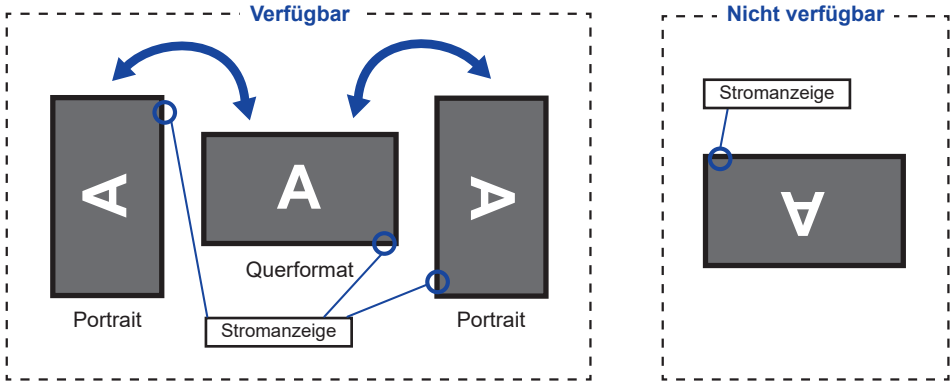 Verfügbar
Nicht verfügbar
Stromanzeige
A
A
A
A
Querformat
Portrait
Stromanzeige
Portrait